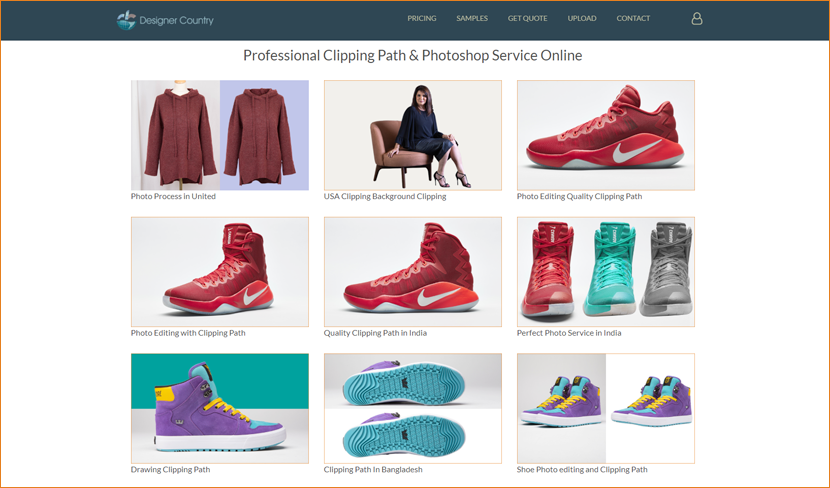 Designer Country
PRICING SAMPLES GET QUOTE UPLOAD CONTACT
Professional Clipping Path & Photoshop Service Online
Photo Process in United
USA Clipping Background Clipping
Photo Editing Quality Clipping Path
Photo Editing with Clipping Path
Quality Clipping Path in India
Perfect Photo Service in India
Drawing Clipping Path
Clipping Path In Bangladesh
Shoe Photo editing and Clipping Path